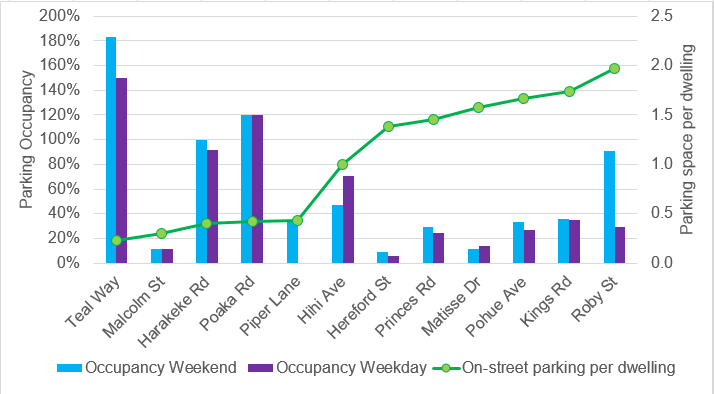 200%
180%
160%
140%
120%
100%
80%
60%
40%
20%
0%
Parking Occupancy
2.5
2.0
1.5
1.0
0.5
0.0
Parking space per dwelling
Teal Way
Malcolm St
Harakeke Rd
Poaka Rd
Piper Lane
Hihi Ave
Hereford St
Princes Rd
Matisse Dr
Pohue Ave
Kings Rd
Roby St
Occupancy Weekend Occupancy Weekday On-street parking per dwelling